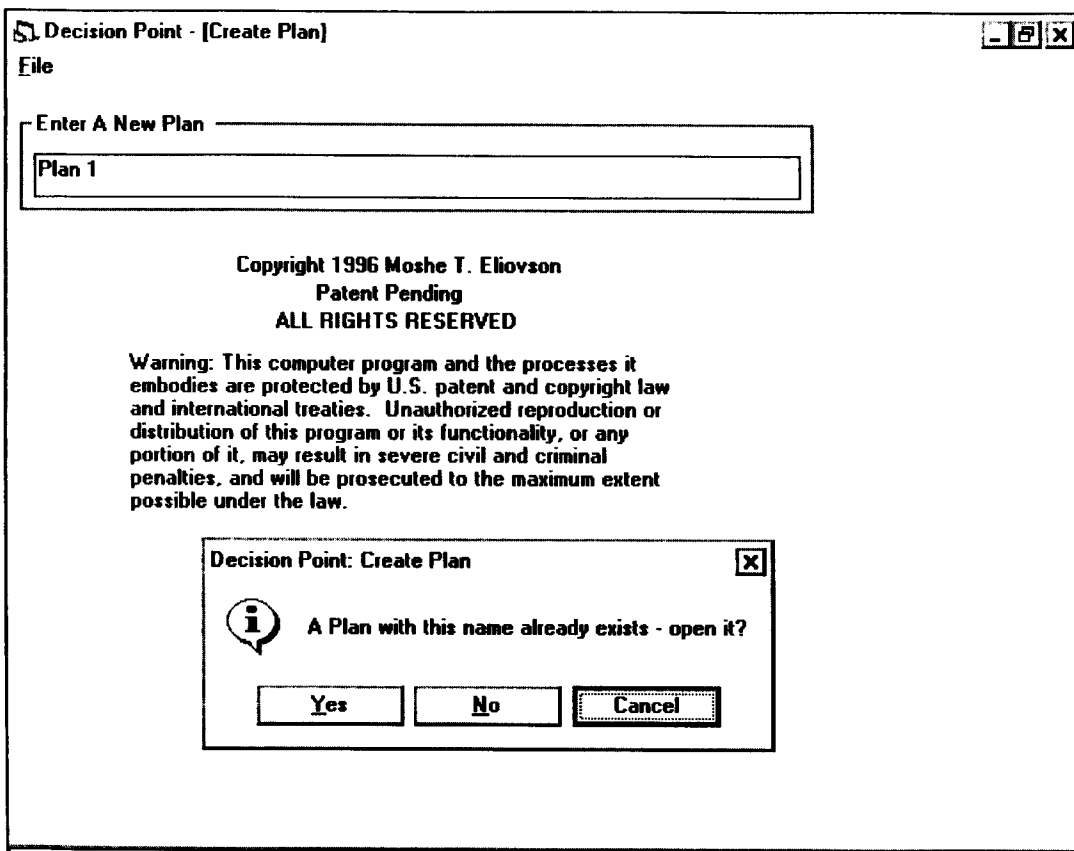 Decision Point - [Create Plan]
File
Enter A New Plan
Plan 1
Copyright 1996 Moshe T. Eliovson
Patent Pending
ALL RIGHTS RESERVED
Warning: This computer program and the processes it
embodies are protected by U.S. patent and copyright law
and international treaties. Unauthorized reproduction or
distribution of this program or its functionality, or any
portion of it, may result in severe civil and criminal
penalties, and will be prosecuted to the maximum extent
possible under the law.
Decision Point: Create Plan
A Plan with this name already exists - open it?
Yes No Cancel